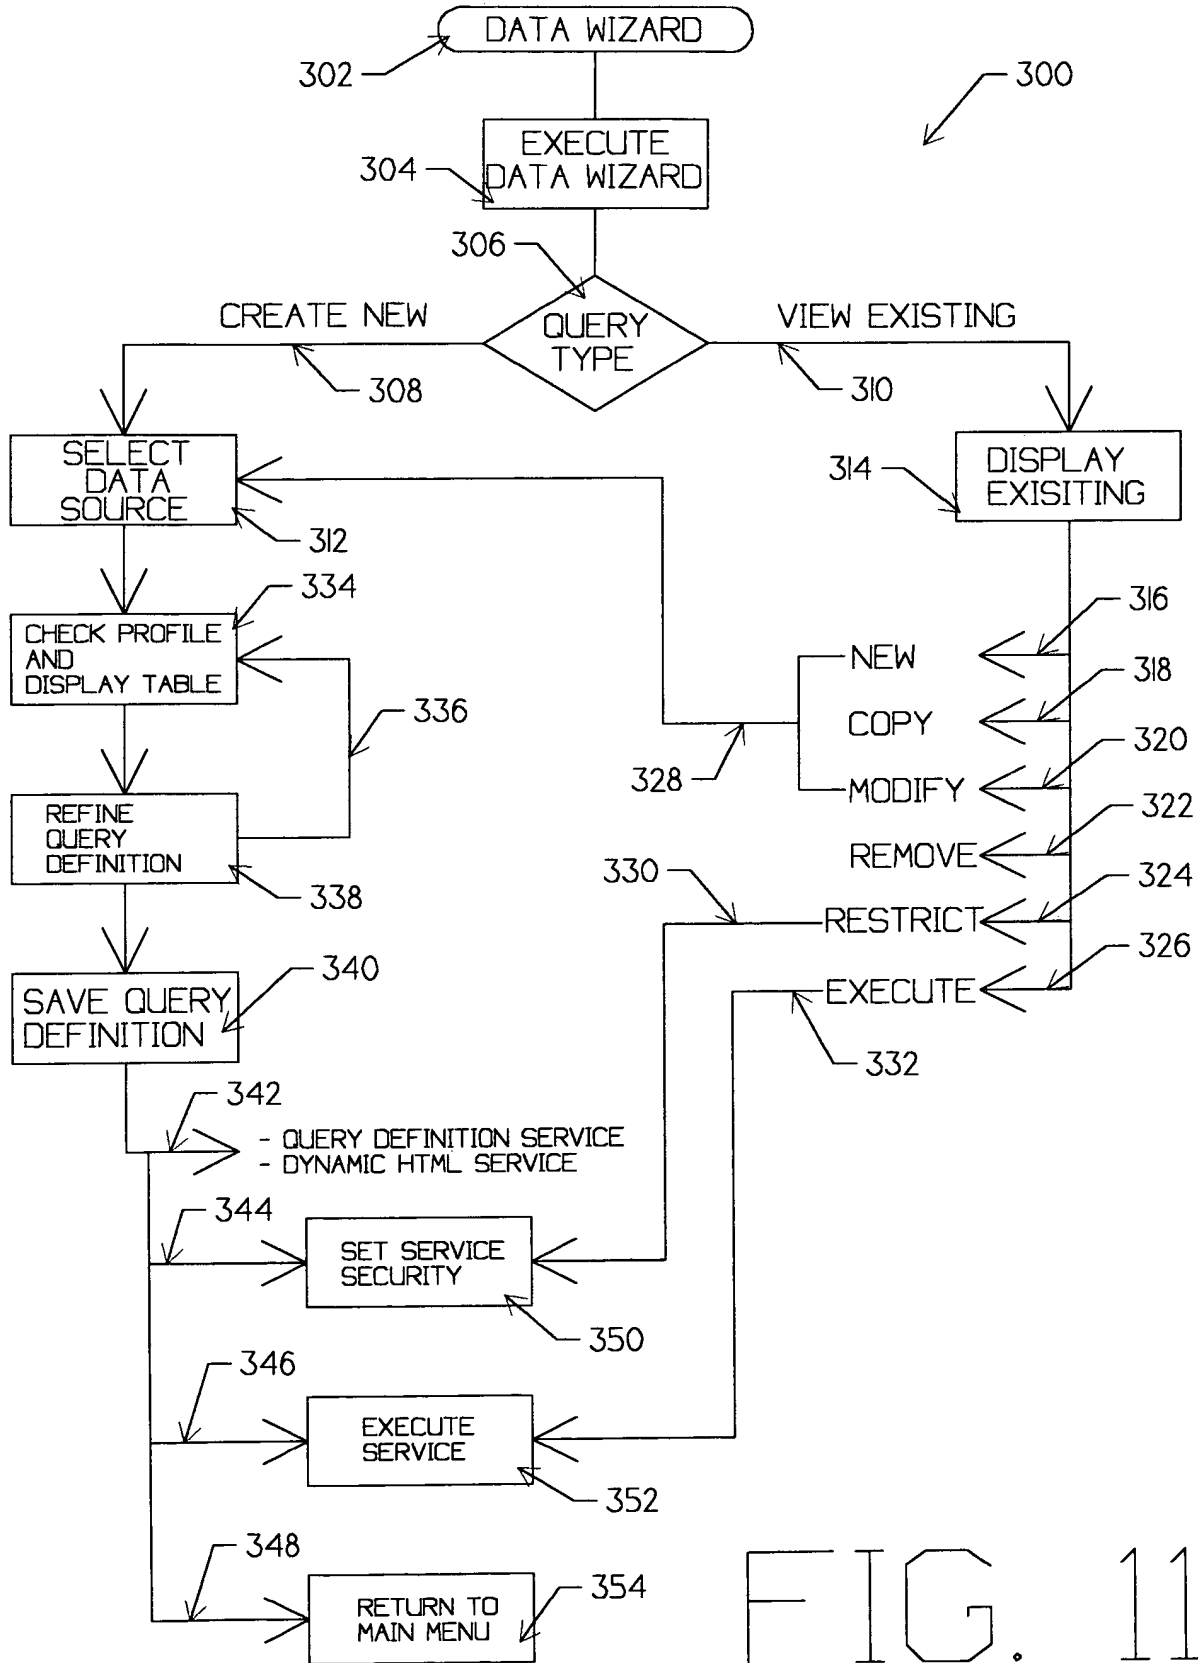 DATA WIZARD
302
300
EXECUTE
DATA WIZARD
304
306
CREATE NEW
QUERY
TYPE
VIEW EXISTING
308
310
SELECT
DATA
SOURCE
312
314
DISPLAY
EXISITING
334
CHECK PROFILE
AND
DISPLAY TABLE
316
NEW
318
COPY
336
320
328
MODIFY
322
REFINE
QUERY
DEFINITION
REMOVE
338
330
324
RESTRICT
326
340
SAVE QUERY
DEFINITION
EXECUTE
332
342
- QUERY DEFINITION SERVICE
- DYNAMIC HTML SERVICE
344
SET SERVICE
SECURITY
350
346
EXECUTE
SERVICE
352
348
354
RETURN TO
MAIN MENU
FIG. 11